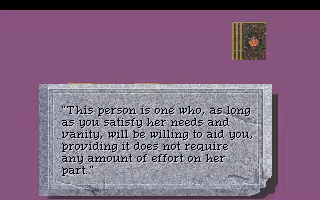 "This person is one who, as long
as you satisfy her needs and
vanity, will be willing to aid you,
providing it does not require
any amount of effort on her
part."